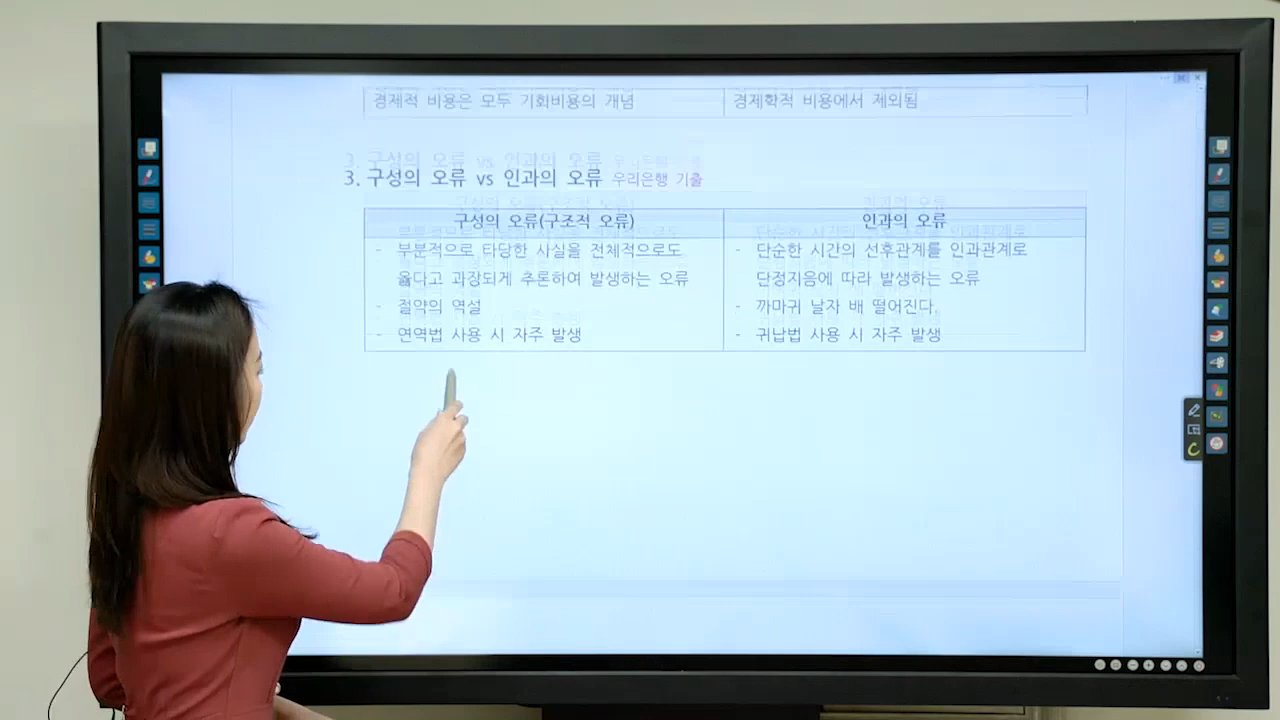 경제적 비용은 모두 기회비용의 개념
경제학적 비용에서 제외됨
3. 구성의 오류 vs 인과의 오류 우리은행 기출
구성의 오류(구조적 오류)
- 부분적으로 타당한 사실을 전체적으로도
옳다고 과장되게 추론하여 발생하는 오류
- 절약의 역설
- 연역법 사용 시 자주 발생
인과의 오류
- 단순한 시간의 선후관계를 인과관계로
단정지음에 따라 발생하는 오류
- 까마귀 날자 배 떨어진다.
- 귀납법 사용 시 자주 발생